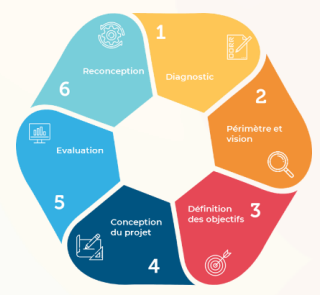 1
Diagnostic
2
Périmètre et
vision
3
Définition
des objectifs
4
Conception
du projet
5
Evaluation
6
Reconception